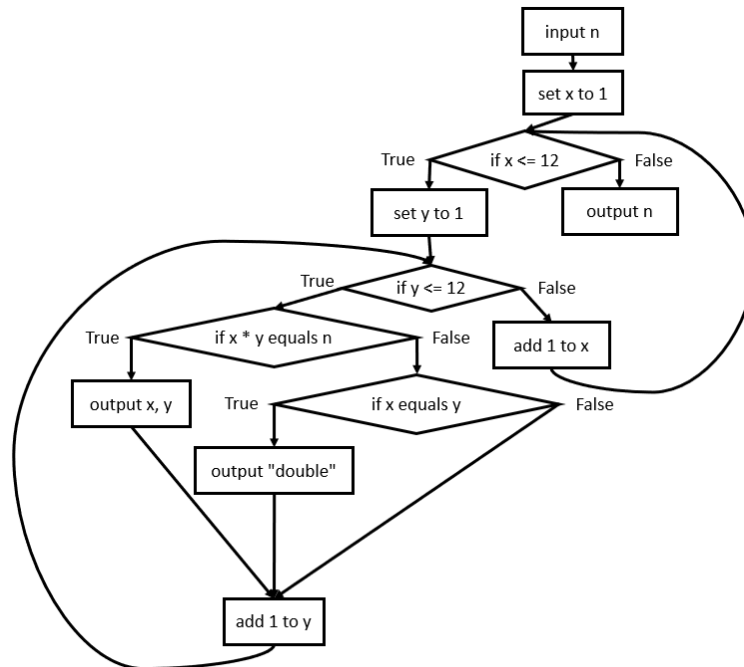 input n
set x to 1
True
if x <= 12
False
set y to 1
output n
True
if y <= 12
False
True
if x * y equals n
False
add 1 to x
output x, y
True
if x equals y
False
output "double"
add 1 to y